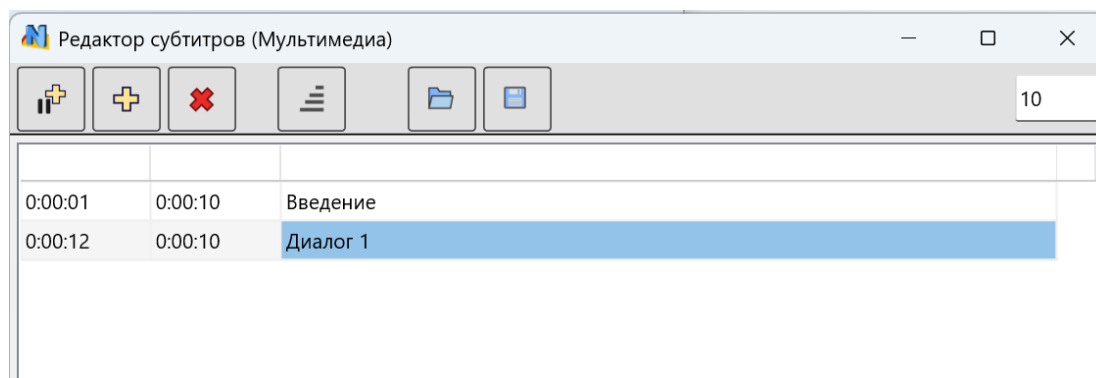 Редактор субтитров (Мультимедиа)
10
0:00:01 0:00:10 Введение
0:00:12 0:00:10 Диалог 1